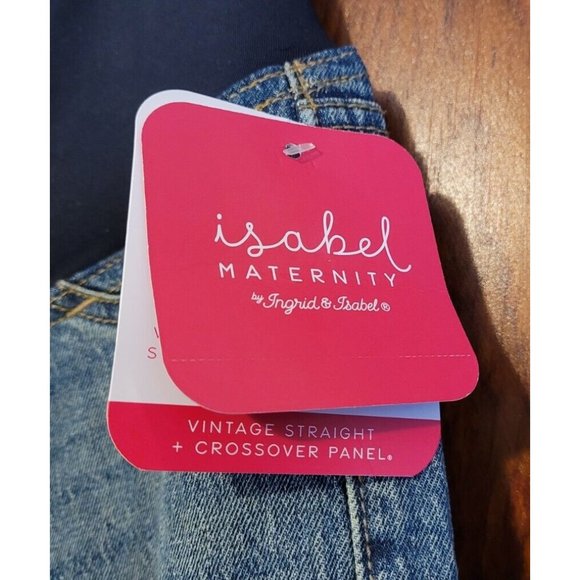 isabel
MATERNITY
by Ingrid & Isabel®
VINTAGE STRAIGHT
+ CROSSOVER PANEL®